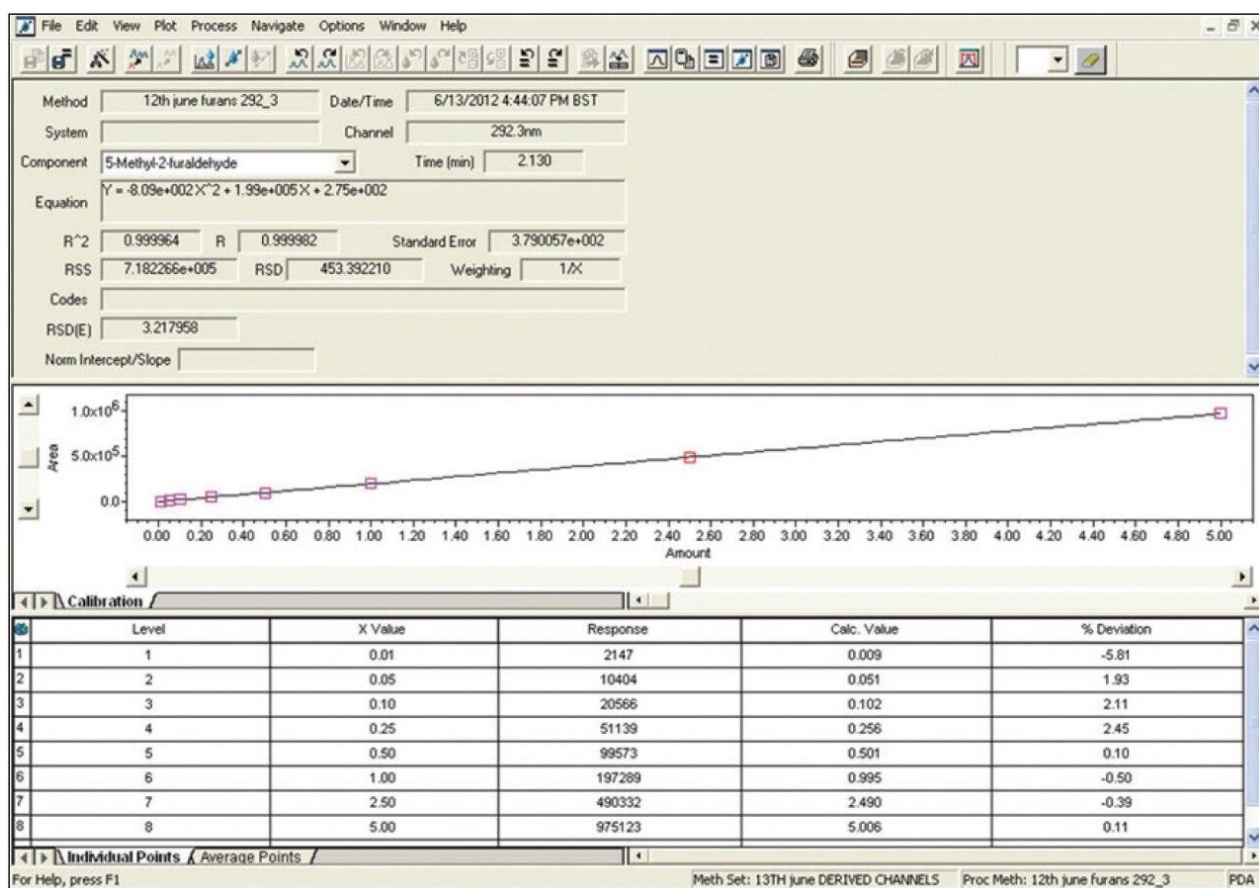 File Edit View Plot Process Navigate Options Window Help
Method 12th june furans 292_3 Date/Time 6/13/2012 4:44:07 PM BST
System Channel 292.3nm
Component 5-Methyl-2-furaldehyde Time (min) 2.130
Equation Y = -8.09e+002 X^2 + 1.99e+005 X + 2.75e+002
R^2 0.999964 R 0.999982 Standard Error 3.790057e+002
RSS 7.182266e+005 RSD 453.392210 Weighting 1/X
Codes
RSD(E) 3.217958
Norm Intercept/Slope
Area
1.0x10^6
5.0x10^5
0.0
0.00 0.20 0.40 0.60 0.80 1.00 1.20 1.40 1.60 1.80 2.00 2.20 2.40 2.60 2.80 3.00 3.20 3.40 3.60 3.80 4.00 4.20 4.40 4.60 4.80 5.00
Amount
Calibration
Level X Value Response Calc. Value % Deviation
1 1 0.01 2147 0.009 -5.81
2 2 0.05 10404 0.051 1.93
3 3 0.10 20566 0.102 2.11
4 4 0.25 51139 0.256 2.45
5 5 0.50 99573 0.501 0.10
6 6 1.00 197289 0.995 -0.50
7 7 2.50 490332 2.490 -0.39
8 8 5.00 975123 5.006 0.11
Individual Points Average Points
For Help, press F1 Meth Set: 13TH june DERIVED CHANNELS Proc Meth: 12th june furans 292_3 PDA